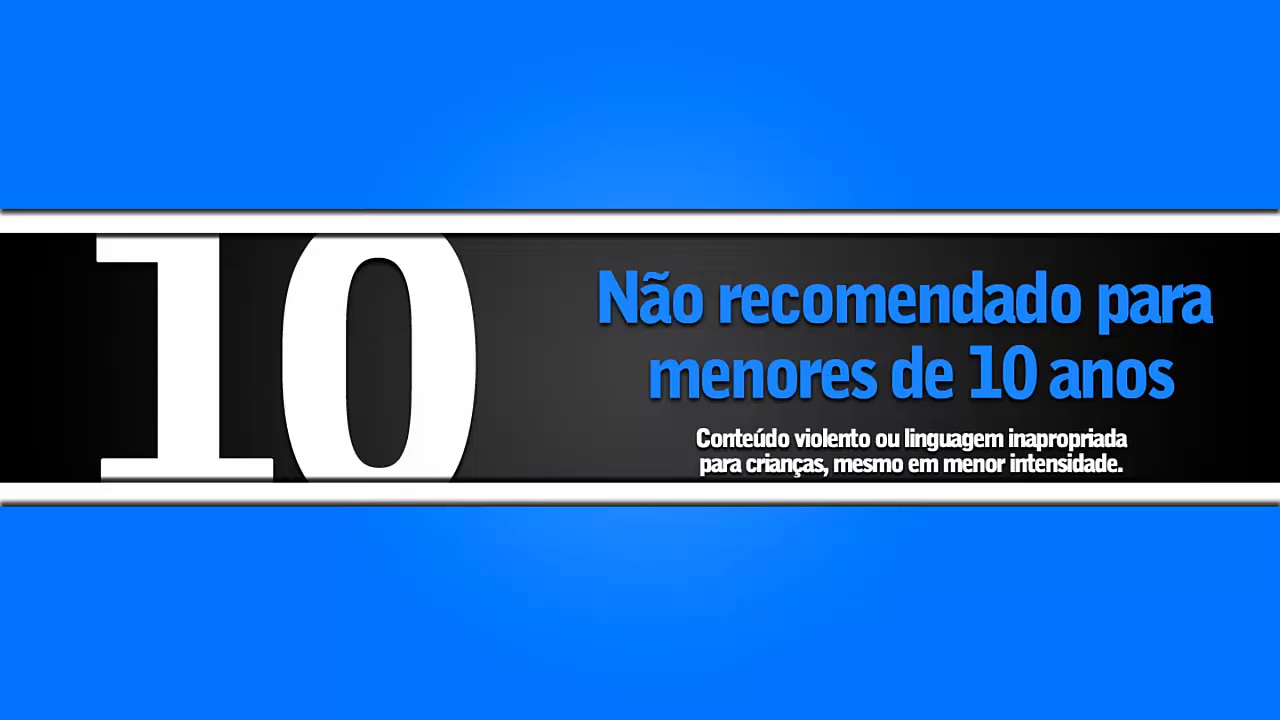 10
Não recomendado para
menores de 10 anos
Conteúdo violento ou linguagem inapropriada
para crianças, mesmo em menor intensidade.